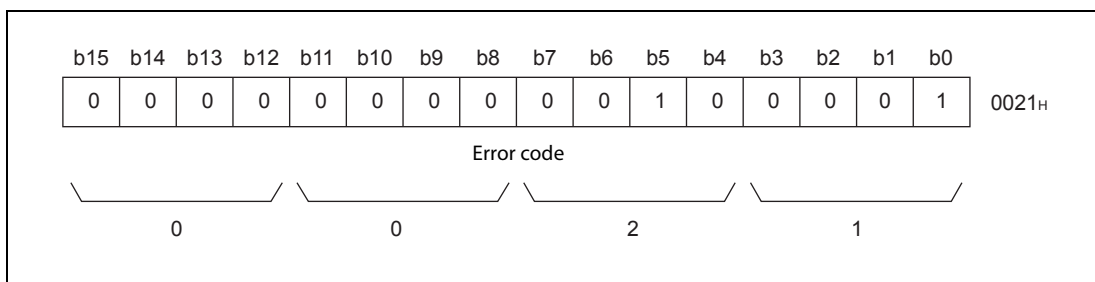 b15 b14 b13 b12 b11 b10 b9 b8 b7 b6 b5 b4 b3 b2 b1 b0
0 0 0 0 0 0 0 0 0 0 1 0 0 0 0 1 0021H
Error code
0 0 2 1